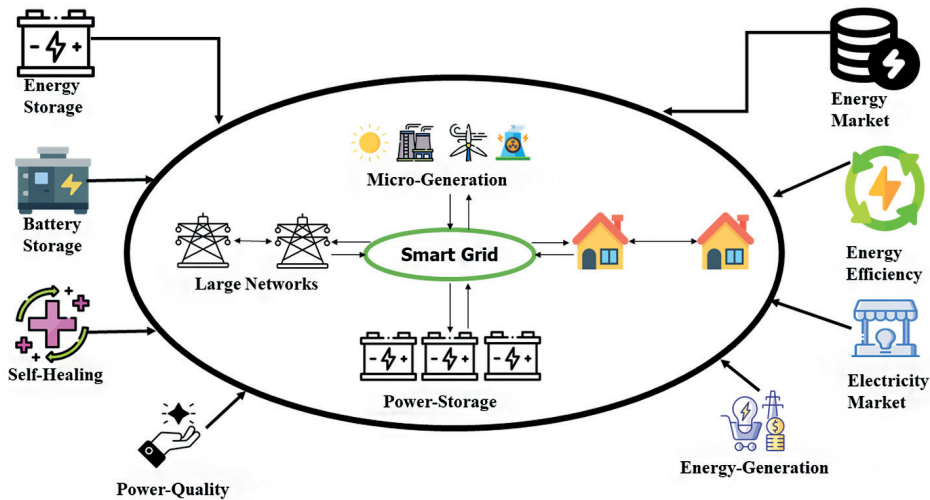 Energy
Storage
Energy
Market
Micro-Generation
Battery
Storage
Energy
Efficiency
Smart Grid
Large Networks
Self-Healing
Power-Storage
Electricity
Market
Power-Quality
Energy-Generation